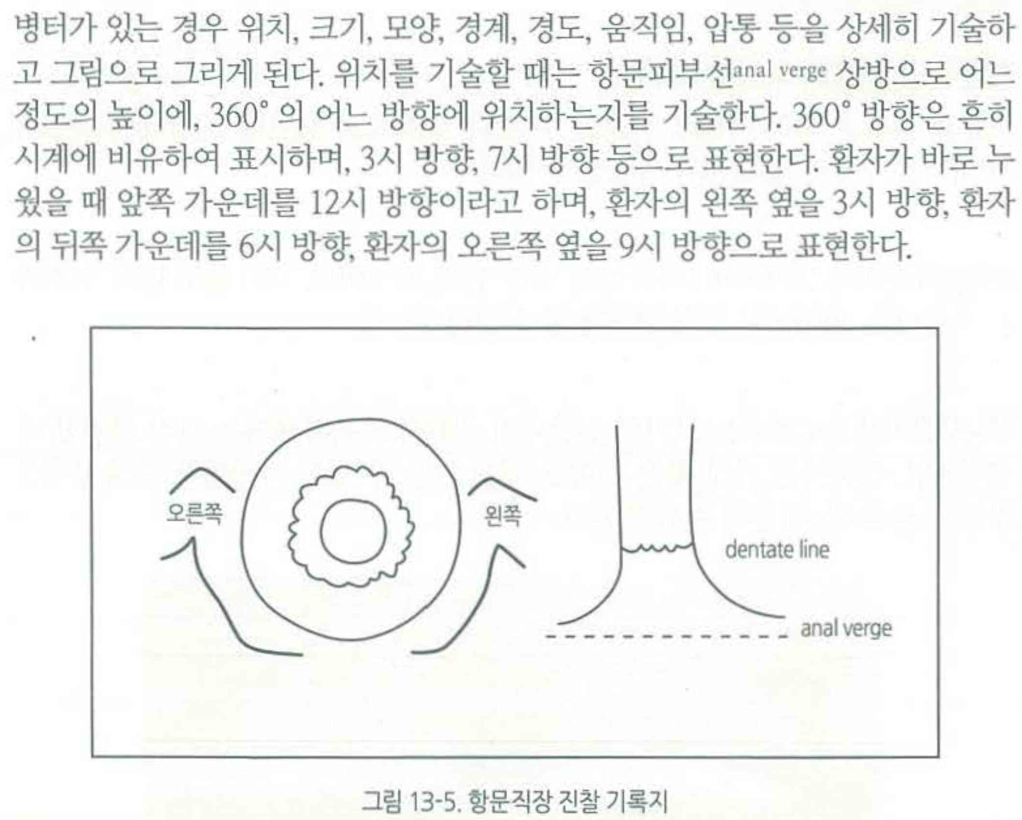 병터가 있는 경우 위치, 크기, 모양, 경계, 경도, 움직임, 압통 등을 상세히 기술하
고 그림으로 그리게 된다. 위치를 기술할 때는 항문피부선anal verge 상방으로 어느
정도의 높이에, 360° 의 어느 방향에 위치하는지를 기술한다. 360° 방향은 흔히
시계에 비유하여 표시하며, 3시 방향, 7시 방향 등으로 표현한다. 환자가 바로 누
웠을 때 앞쪽 가운데를 12시 방향이라고 하며, 환자의 왼쪽 옆을 3시 방향, 환자
의 뒤쪽 가운데를 6시 방향, 환자의 오른쪽 옆을 9시 방향으로 표현한다.
오른쪽
왼쪽
dentate line
anal verge
그림 13-5. 항문직장 진찰 기록지